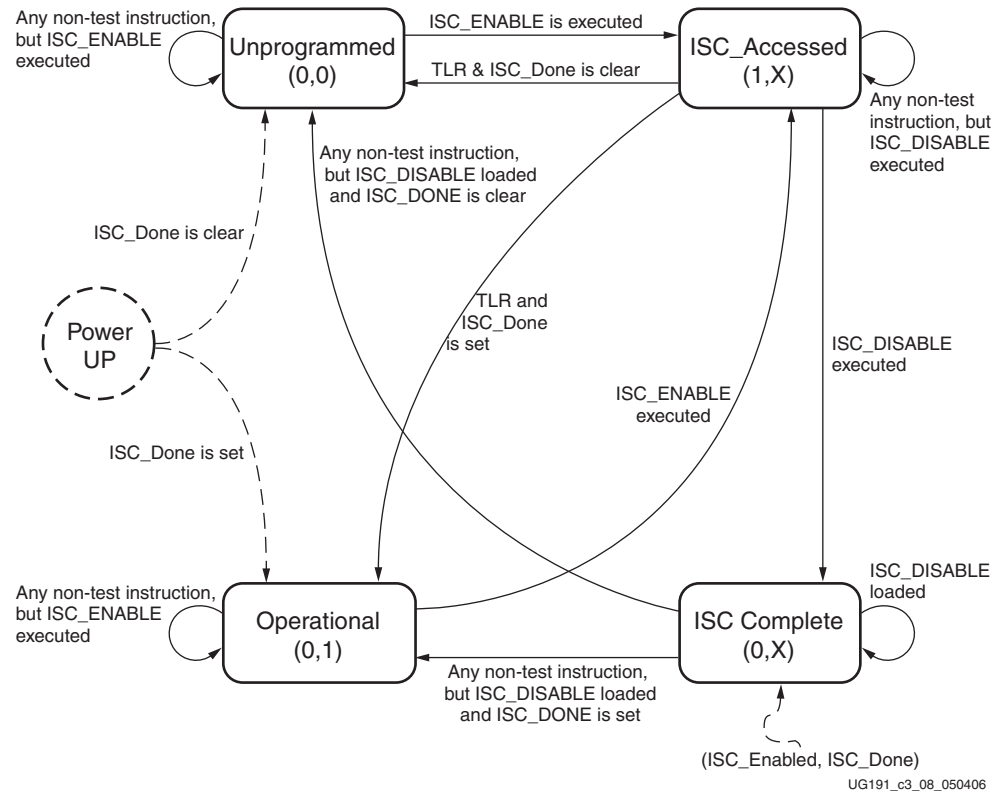 Any non-test instruction,
but ISC_ENABLE
executed
Unprogrammed
(0,0)
ISC_ENABLE is executed
TLR & ISC_Done is clear
ISC_Accessed
(1,X)
Any non-test
instruction, but
ISC_DISABLE
executed
Any non-test instruction,
but ISC_DISABLE loaded
and ISC_DONE is clear
ISC_Done is clear
Power
UP
TLR and
ISC_Done
is set
ISC_DISABLE
executed
ISC_ENABLE
executed
ISC_Done is set
Any non-test instruction,
but ISC_ENABLE
executed
Operational
(0,1)
ISC Complete
(0,X)
ISC_DISABLE
loaded
Any non-test instruction,
but ISC_DISABLE loaded
and ISC_DONE is set
(ISC_Enabled, ISC_Done)
UG191_c3_08_050406